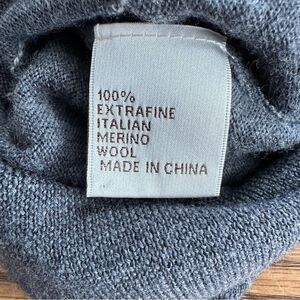 100%
EXTRAFINE
ITALIAN
MERINO
WOOL
MADE IN CHINA